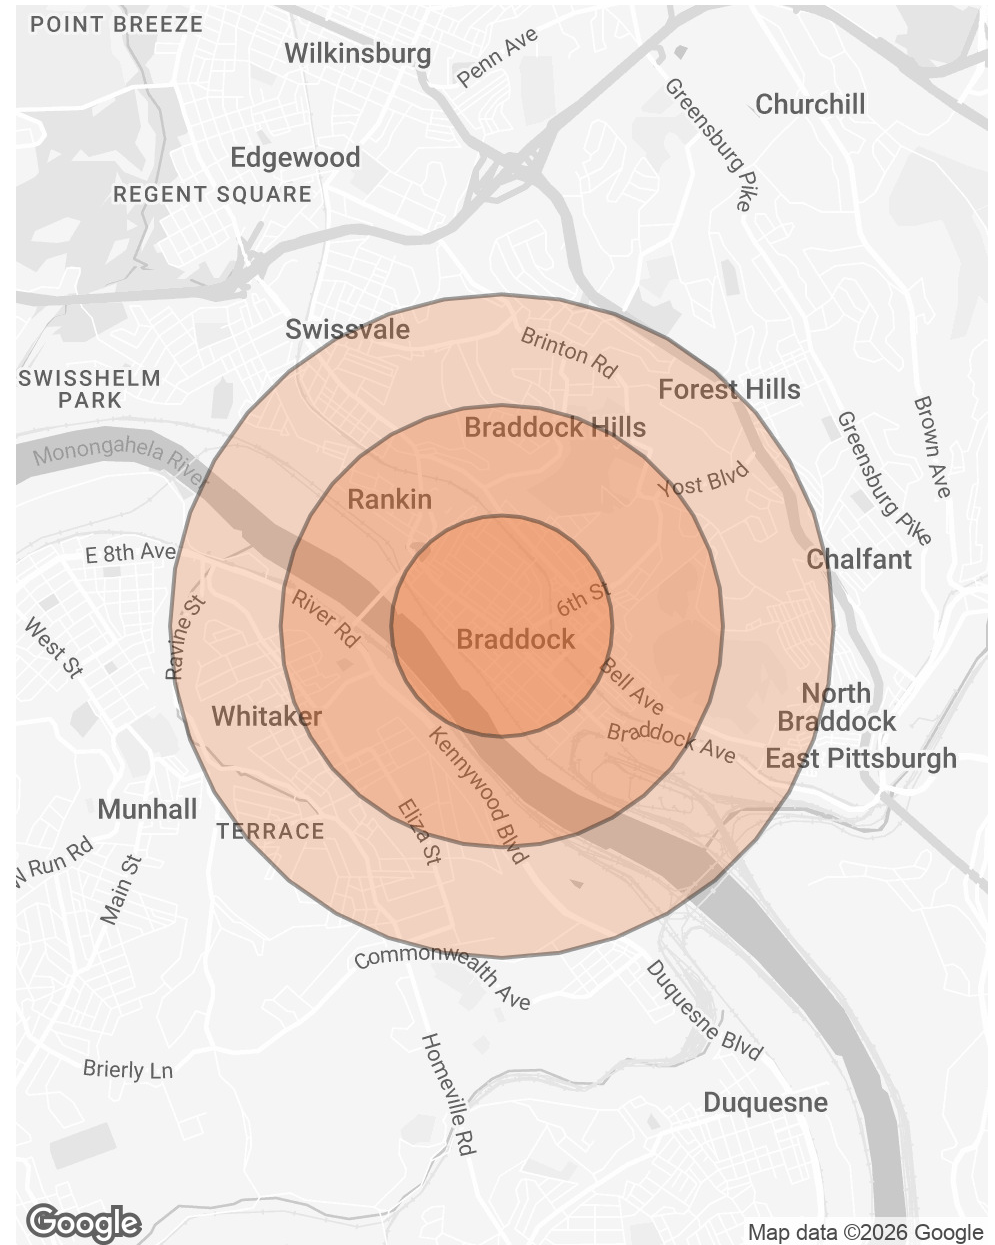 POINT BREEZE
Wilkinsburg
Penn Ave
Churchill
Greensburg Pike
Edgewood
REGENT SQUARE
Swissvale
Brinton Rd
SWISSHELM
PARK
Forest Hills
Braddock Hills
Brown Ave
Greensburg Pike
Monongahela River
Yost Blvd
Rankin
E 8th Ave
Chalfant
6th St
River Rd
West St
Ravine St
Braddock
Bell Ave
North
Braddock
Whitaker
Braddock Ave
East Pittsburgh
Kennywood Blvd
Munhall
Eliza St
TERRACE
W Run Rd
Main St
Commonwealth Ave
Duquesne Blvd
Brierly Ln
Homeville Rd
Duquesne
Google
Map data ©2026 Google